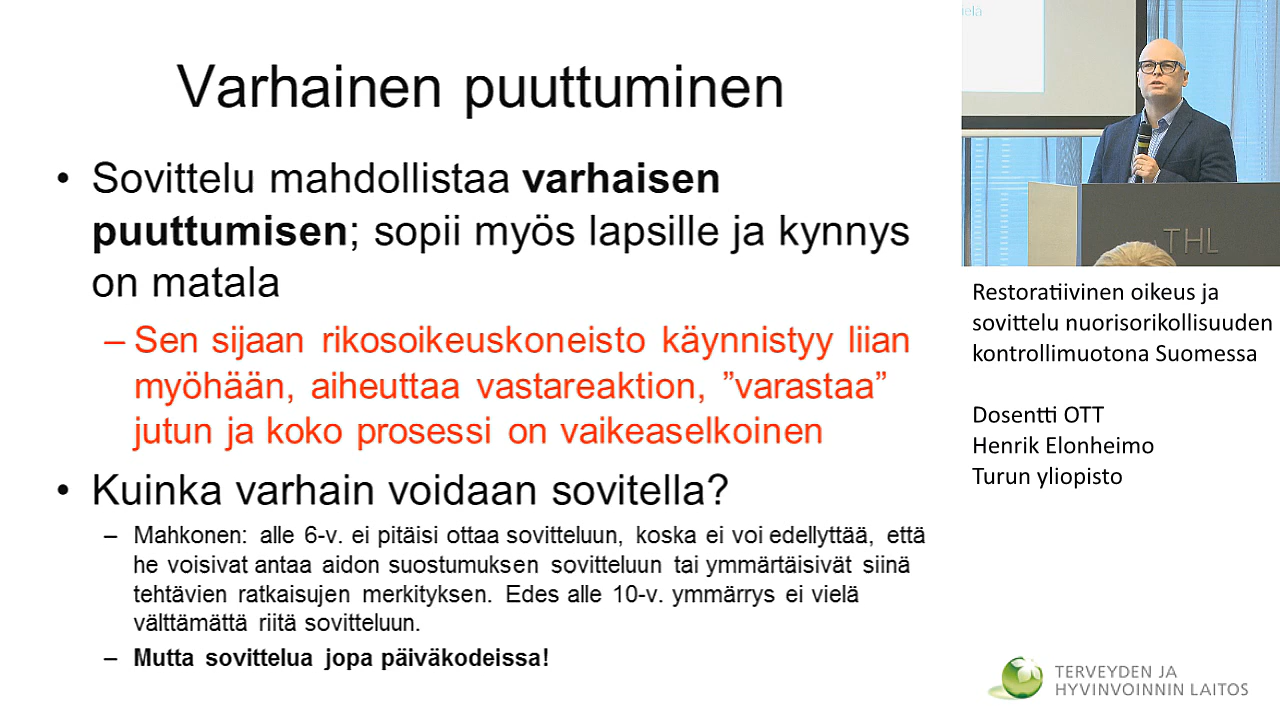 Varhainen puuttuminen
• Sovittelu mahdollistaa varhaisen
puuttumisen; sopii myös lapsille ja kynnys
on matala
– Sen sijaan rikosoikeuskoneisto käynnistyy liian
myöhään, aiheuttaa vastareaktion, ”varastaa”
jutun ja koko prosessi on vaikeaselkoinen
• Kuinka varhain voidaan sovitella?
– Mahkonen: alle 6-v. ei pitäisi ottaa sovitteluun, koska ei voi edellyttää, että
he voisivat antaa aidon suostumuksen sovitteluun tai ymmärtäisivät siinä
tehtävien ratkaisujen merkityksen. Edes alle 10-v. ymmärrys ei vielä
välttämättä riitä sovitteluun.
– Mutta sovittelua jopa päiväkodeissa!
THL
Restoratiivinen oikeus ja
sovittelu nuorisorikollisuuden
kontrollimuotona Suomessa
Dosentti OTT
Henrik Elonheimo
Turun yliopisto
TERVEYDEN JA
HYVINVOINNIN LAITOS